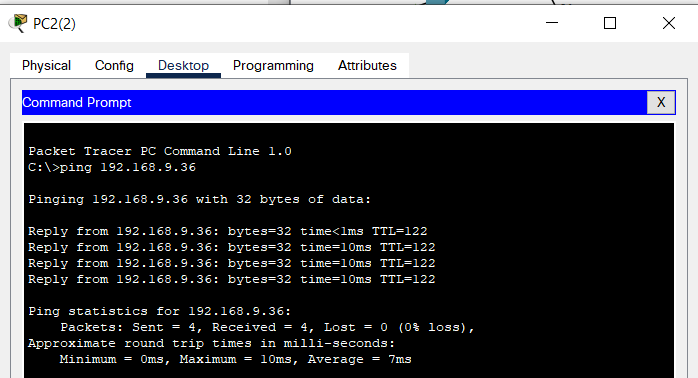 PC2(2)
Physical Config Desktop Programming Attributes
Command Prompt X
Packet Tracer PC Command Line 1.0
C:\>ping 192.168.9.36
Pinging 192.168.9.36 with 32 bytes of data:
Reply from 192.168.9.36: bytes=32 time<1ms TTL=122
Reply from 192.168.9.36: bytes=32 time=10ms TTL=122
Reply from 192.168.9.36: bytes=32 time=10ms TTL=122
Reply from 192.168.9.36: bytes=32 time=10ms TTL=122
Ping statistics for 192.168.9.36:
Packets: Sent = 4, Received = 4, Lost = 0 (0% loss),
Approximate round trip times in milli-seconds:
Minimum = 0ms, Maximum = 10ms, Average = 7ms